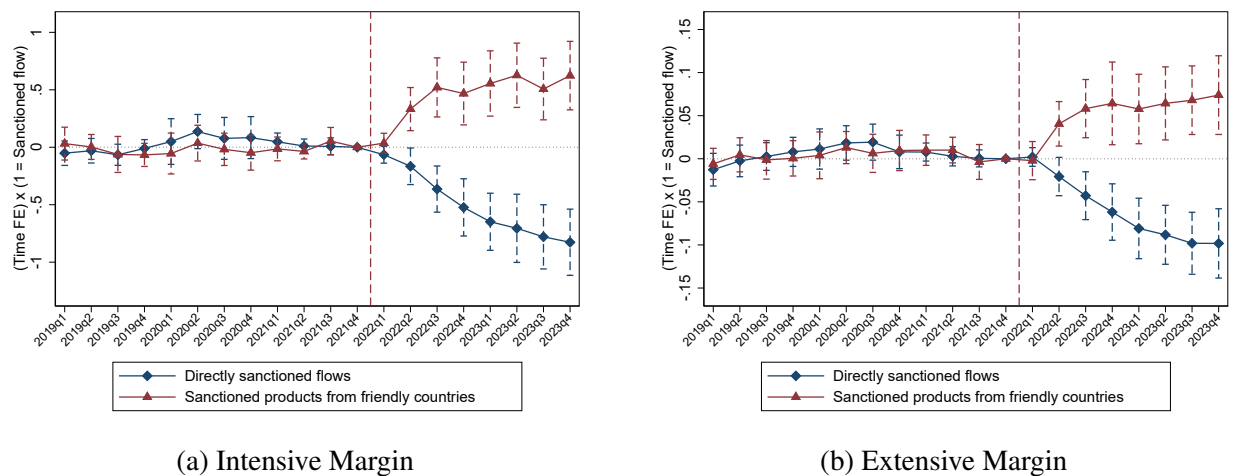 (Time FE) x (1 = Sanctioned flow)
1
.5
0
-.5
-1
2019q1 2019q2 2019q3 2019q4 2020q1 2020q2 2020q3 2020q4 2021q1 2021q2 2021q3 2021q4 2022q1 2022q2 2022q3 2022q4 2023q1 2023q2 2023q3 2023q4
Directly sanctioned flows
Sanctioned products from friendly countries
(a) Intensive Margin
(Time FE) x (1 = Sanctioned flow)
.15
.1
.05
0
-.05
-.1
-.15
2019q1 2019q2 2019q3 2019q4 2020q1 2020q2 2020q3 2020q4 2021q1 2021q2 2021q3 2021q4 2022q1 2022q2 2022q3 2022q4 2023q1 2023q2 2023q3 2023q4
Directly sanctioned flows
Sanctioned products from friendly countries
(b) Extensive Margin